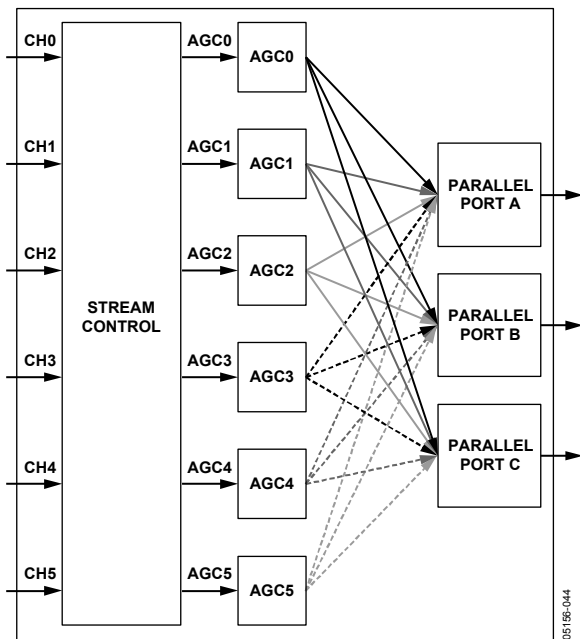 CH0
AGC0
AGC0
CH1
AGC1
AGC1
PARALLEL
PORT A
CH2
AGC2
AGC2
STREAM
CONTROL
PARALLEL
PORT B
CH3
AGC3
AGC3
PARALLEL
PORT C
CH4
AGC4
AGC4
CH5
AGC5
AGC5
05156-044